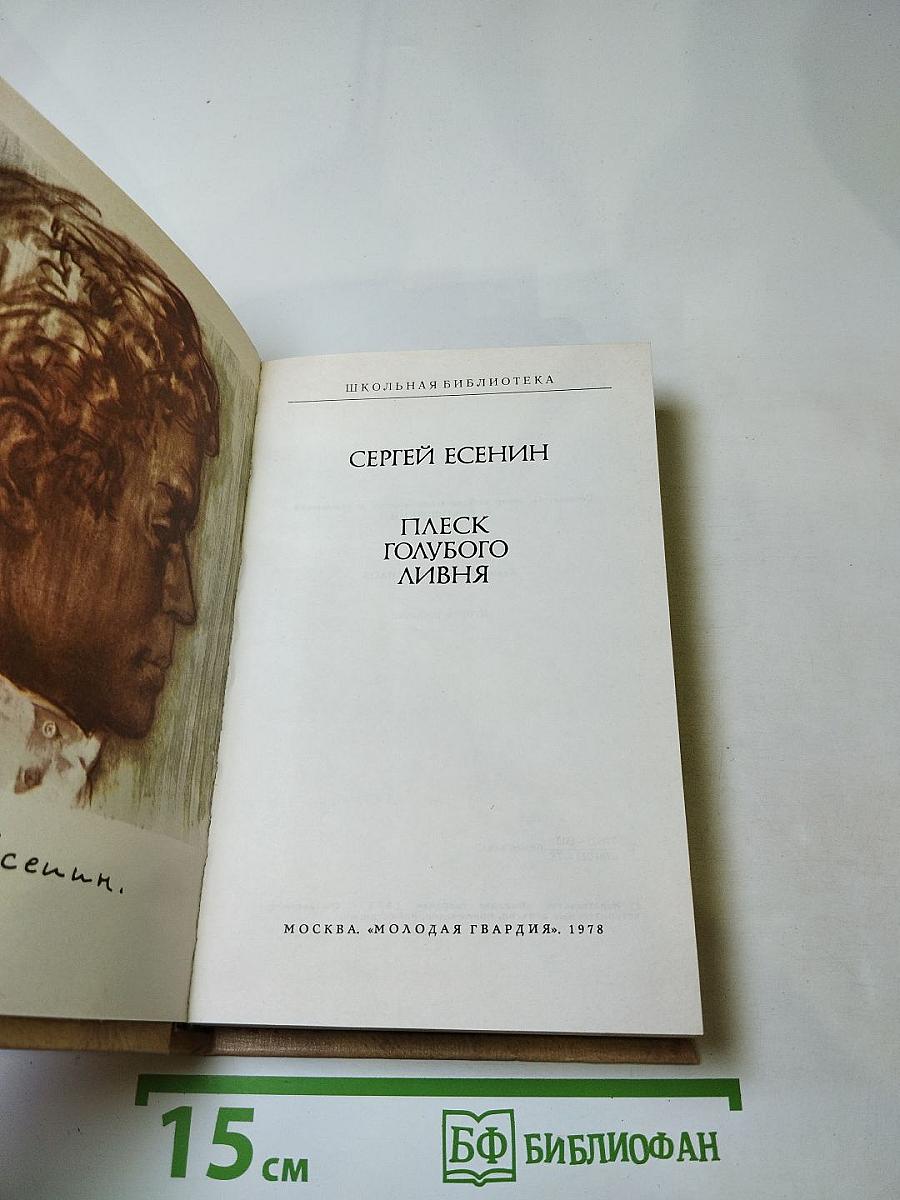 ШКОЛЬНАЯ БИБЛИОТЕКА
СЕРГЕЙ ЕСЕНИН
ПЛЕСК
ГОЛУБОГО
ЛИВНЯ
сенин.
МОСКВА. «МОЛОДАЯ ГВАРДИЯ». 1978
15 см
БФ БИБЛИОФАН